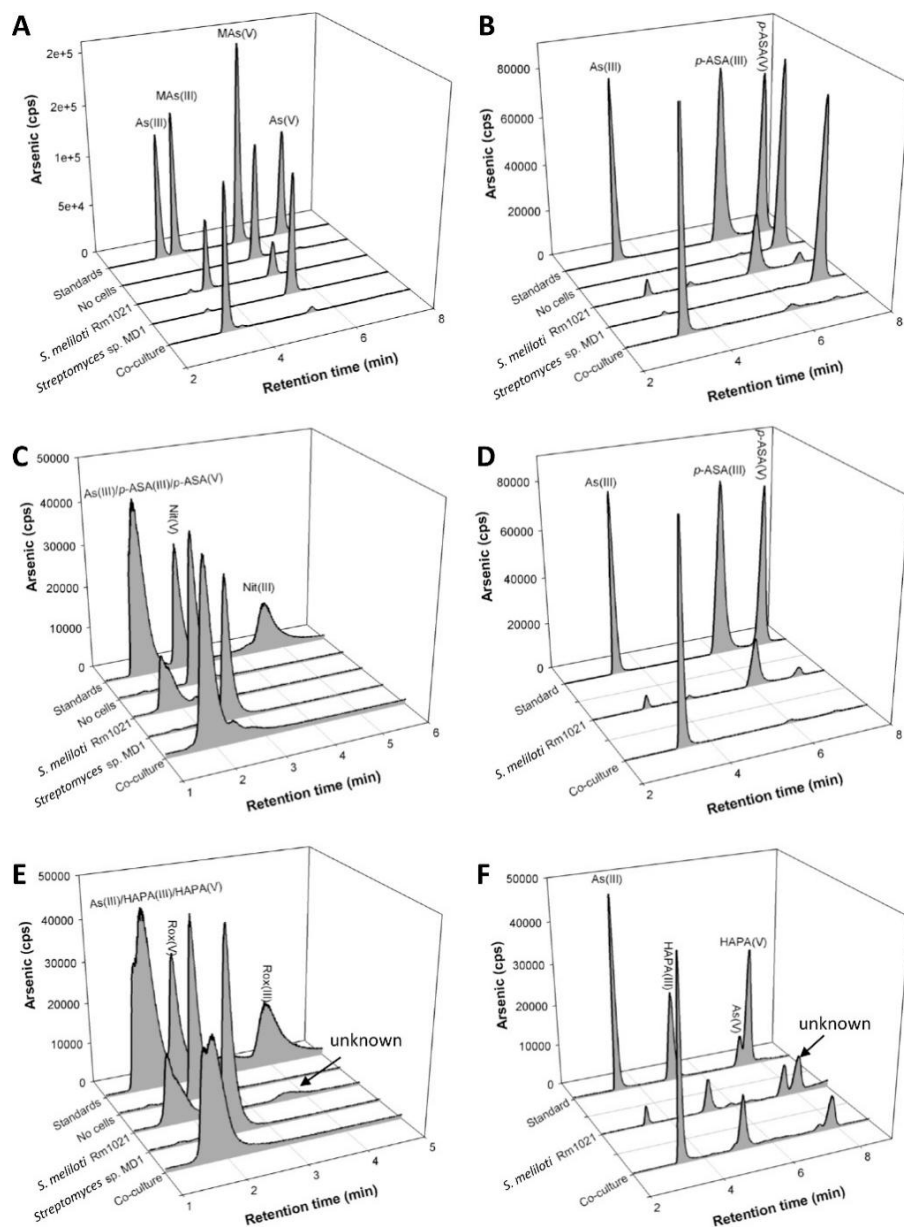 A
Arsenic (cps)
2e+5
2e+5
1e+5
5e+4
0
MAs(V)
MAs(III)
As(III)
As(V)
Standards
No cells
S. meliloti Rm1021
Streptomyces sp. MD1
Co-culture
2
4
6
8
Retention time (min)
B
Arsenic (cps)
80000
60000
40000
20000
0
As(III)
p-ASA(III)
p-ASA(V)
Standards
No cells
S. meliloti Rm1021
Streptomyces sp. MD1
Co-culture
2
4
6
8
Retention time (min)
C
Arsenic (cps)
50000
40000
30000
20000
10000
0
As(III)/p-ASA(III)/p-ASA(V)
Nit(V)
Nit(III)
Standards
No cells
S. meliloti Rm1021
Streptomyces sp. MD1
Co-culture
1
2
3
4
5
6
Retention time (min)
D
Arsenic (cps)
80000
60000
40000
20000
0
As(III)
p-ASA(III)
p-ASA(V)
Standard
S. meliloti Rm1021
Co-culture
2
4
6
8
Retention time (min)
E
Arsenic (cps)
50000
40000
30000
20000
10000
0
As(III)/HAPA(III)/HAPA(V)
Rox(V)
Rox(III)
unknown
Standards
No cells
S. meliloti Rm1021
Streptomyces sp. MD1
Co-culture
1
2
3
4
5
Retention time (min)
F
Arsenic (cps)
50000
40000
30000
20000
10000
0
As(III)
HAPA(III)
As(V)
HAPA(V)
unknown
Standard
S. meliloti Rm1021
Co-culture
2
4
6
8
Retention time (min)